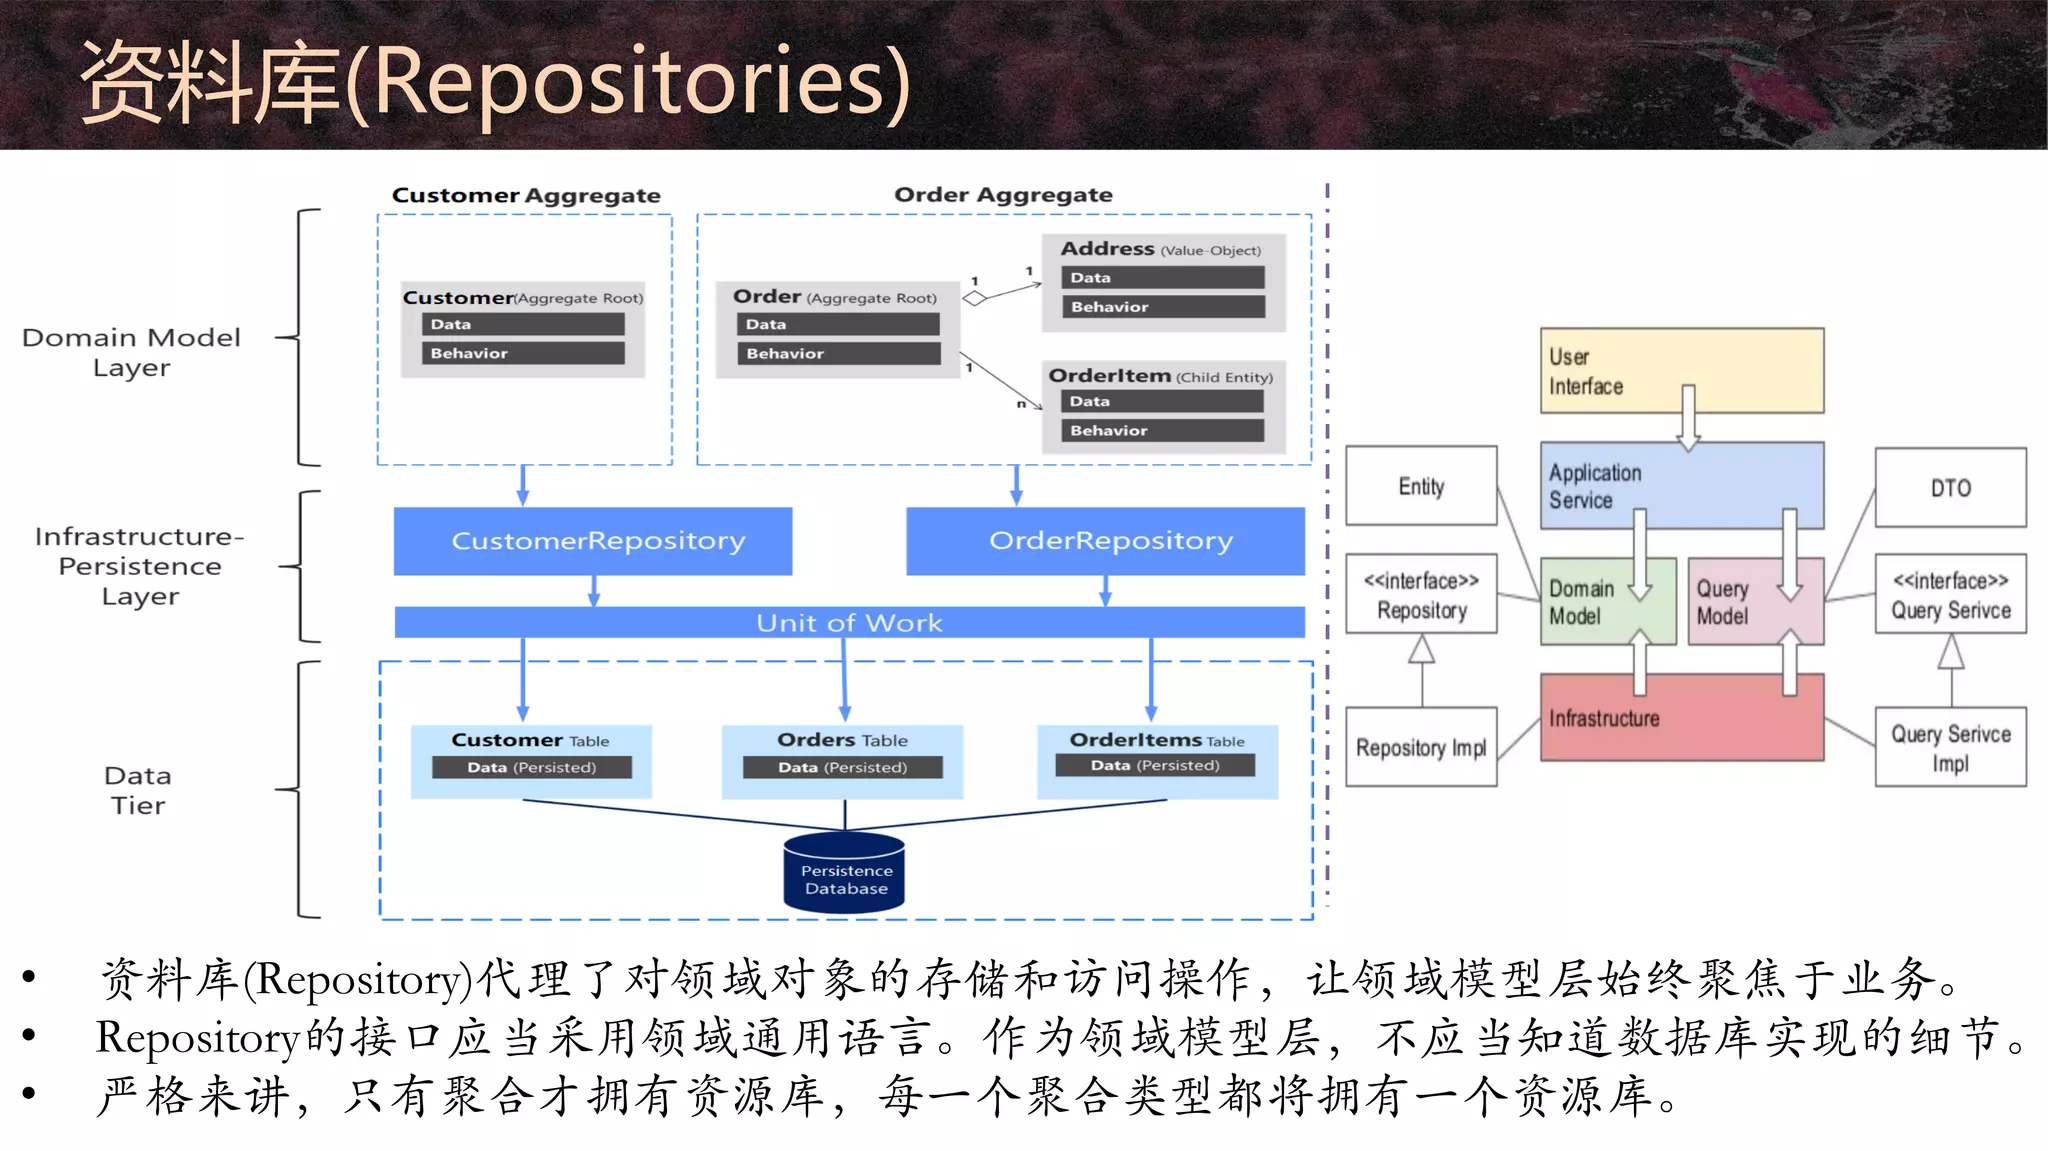 资料库(Repositories)
Customer Aggregate
Order Aggregate
Domain Model
Layer
Customer(Aggregate Root)
Data
Behavior
Order (Aggregate Root)
Data
Behavior
1
1
Address (Value-Object)
Data
Behavior
1
n
OrderItem (Child Entity)
Data
Behavior
Infrastructure-
Persistence
Layer
CustomerRepository
OrderRepository
Unit of Work
Data
Tier
Customer Table
Data (Persisted)
Orders Table
Data (Persisted)
OrderItems Table
Data (Persisted)
Persistence
Database
User
Interface
Application
Service
Entity
DTO
<<interface>>
Repository
Domain
Model
Query
Model
<<interface>>
Query Serivce
Infrastructure
Repository Impl
Query Serivce
Impl
• 资料库(Repository)代理了对领域对象的存储和访问操作，让领域模型层始终聚焦于业务。
• Repository的接口应当采用领域通用语言。作为领域模型层，不应当知道数据库实现的细节。
• 严格来讲，只有聚合才拥有资源库，每一个聚合类型都将拥有一个资源库。